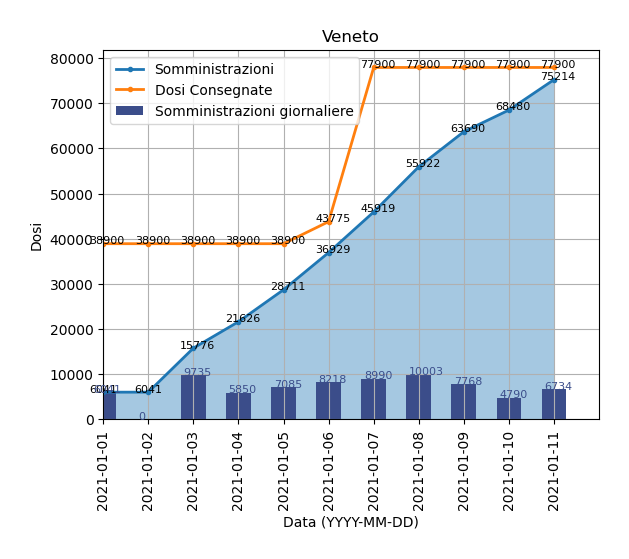 Veneto
Somministrazioni
Dosi Consegnate
Somministrazioni giornaliere
80000
70000
60000
50000
40000
30000
20000
10000
0
Dosi
38900 38900 38900 38900 38900 43775 77900 77900 77900 77900 77900
6041 6041 15776 21626 28711 36929 45919 55922 63690 68480 75214
0 9735 5850 7085 8218 8990 10003 7768 4790 6734
2021-01-01
2021-01-02
2021-01-03
2021-01-04
2021-01-05
2021-01-06
2021-01-07
2021-01-08
2021-01-09
2021-01-10
2021-01-11
Data (YYYY-MM-DD)